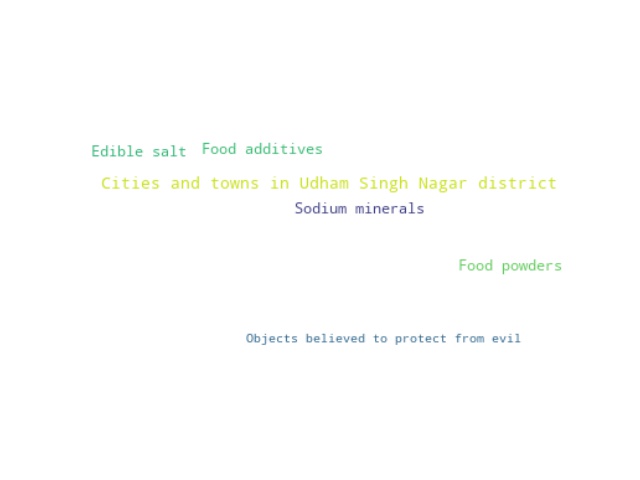 Edible salt
Food additives
Cities and towns in Udham Singh Nagar district
Sodium minerals
Food powders
Objects believed to protect from evil